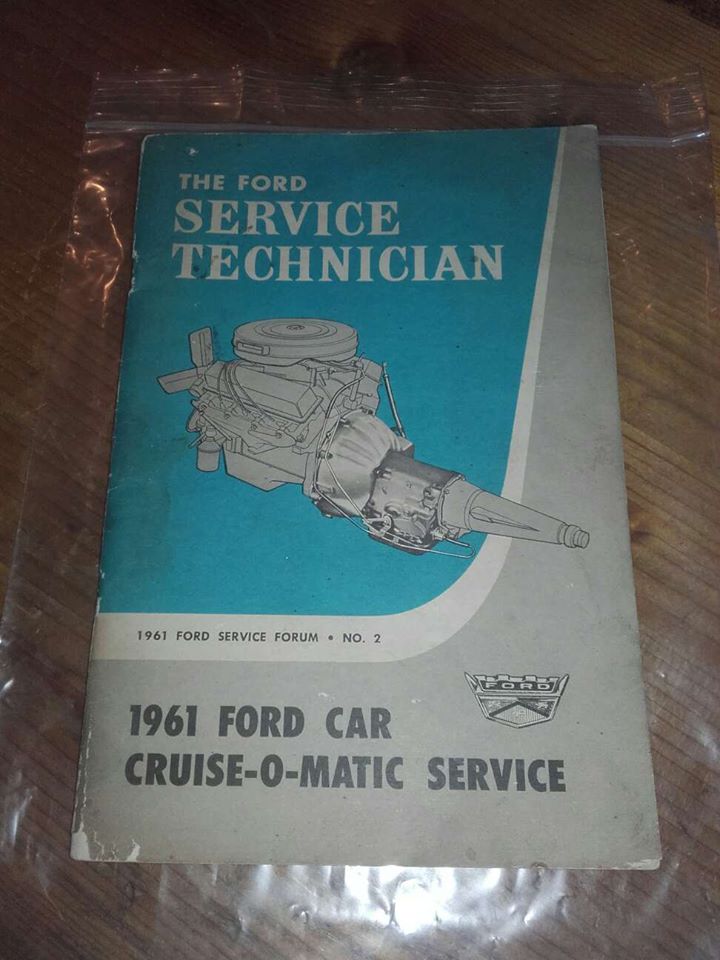 THE FORD
SERVICE
TECHNICIAN
1961 FORD SERVICE FORUM • NO. 2
FORD
1961 FORD CAR
CRUISE-O-MATIC SERVICE